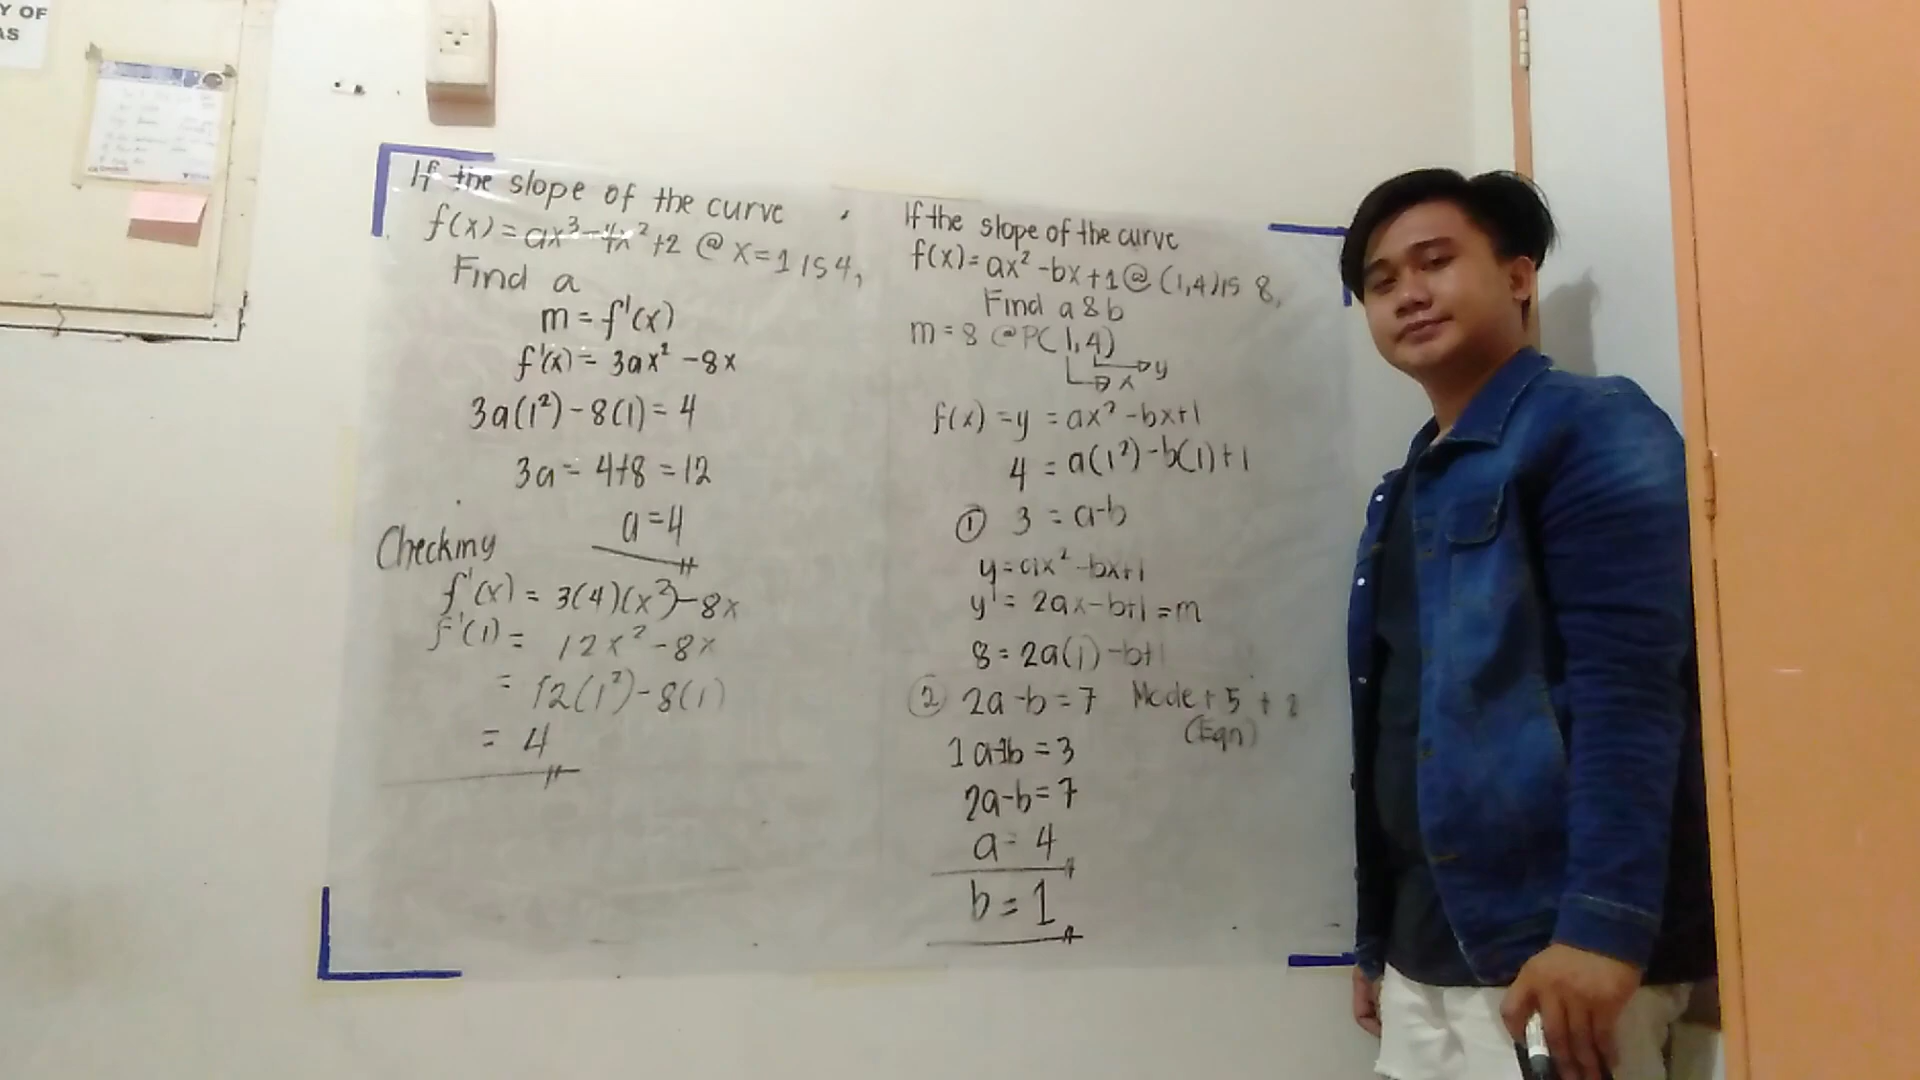 Y OF
AS
If the slope of the curve
f(x) = ax³ - 4x² + 2 @ x = 1 is 4,
Find a
m = f'(x)
f'(x) = 3ax² - 8x
3a(1²) - 8(1) = 4
3a = 4+8 = 12
a = 4
Checking
f'(x) = 3(4)(x²) - 8x
f'(1) = 12x² - 8x
= 12(1²) - 8(1)
= 4
If the slope of the curve
f(x) = ax² - bx + 1 @ (1,4) is 8,
Find a & b
m = 8 @ P(1,4)
y
x
f(x) = y = ax² - bx + 1
4 = a(1²) - b(1) + 1
① 3 = a-b
y = ax² - bx + 1
y' = 2ax - b + 1 = m
8 = 2a(1) - b + 1
② 2a - b = 7 Mode + 5 +
(Eqn)
1a - 1b = 3
2a - b = 7
a = 4
b = 1